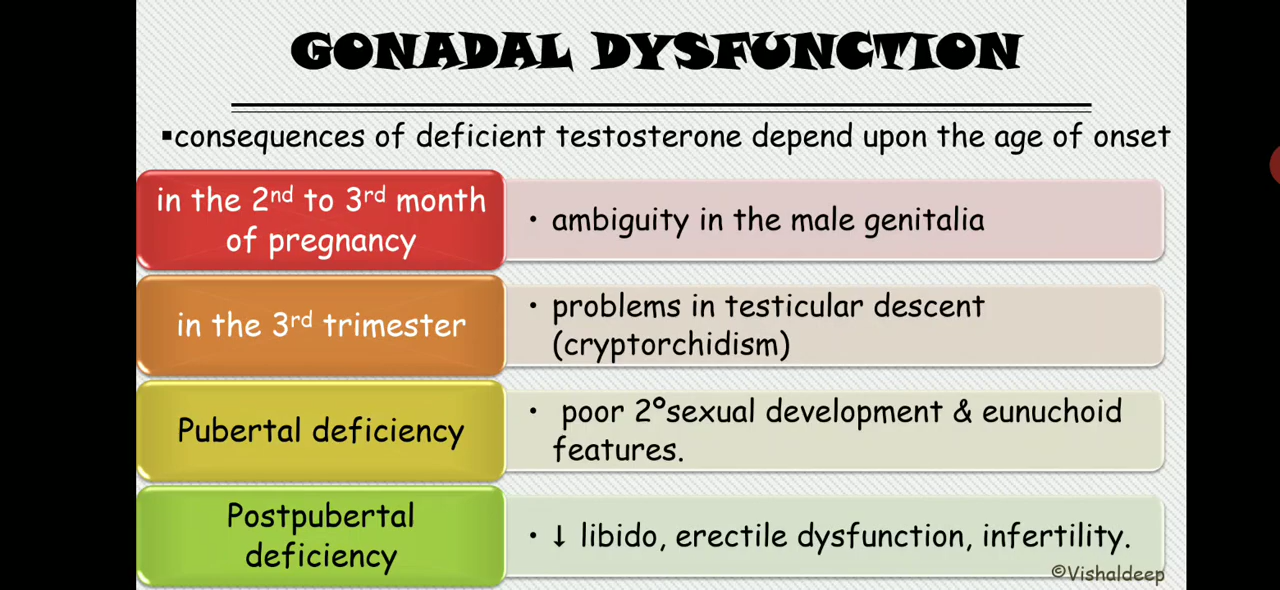 GONADAL DYSFUNCTION
▪consequences of deficient testosterone depend upon the age of onset
in the 2nd to 3rd month
of pregnancy
• ambiguity in the male genitalia
in the 3rd trimester
• problems in testicular descent
(cryptorchidism)
Pubertal deficiency
• poor 2°sexual development & eunuchoid
features.
Postpubertal
deficiency
• ↓ libido, erectile dysfunction, infertility.
©Vishaldeep